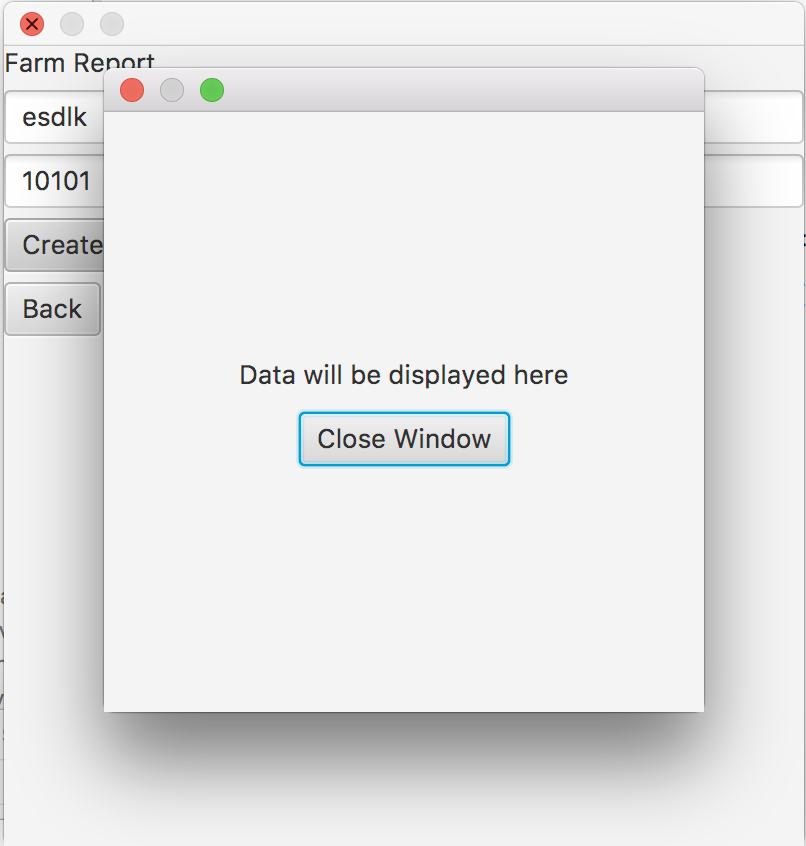 Farm Report
esdlk
10101
Create
Back
Data will be displayed here
Close Window